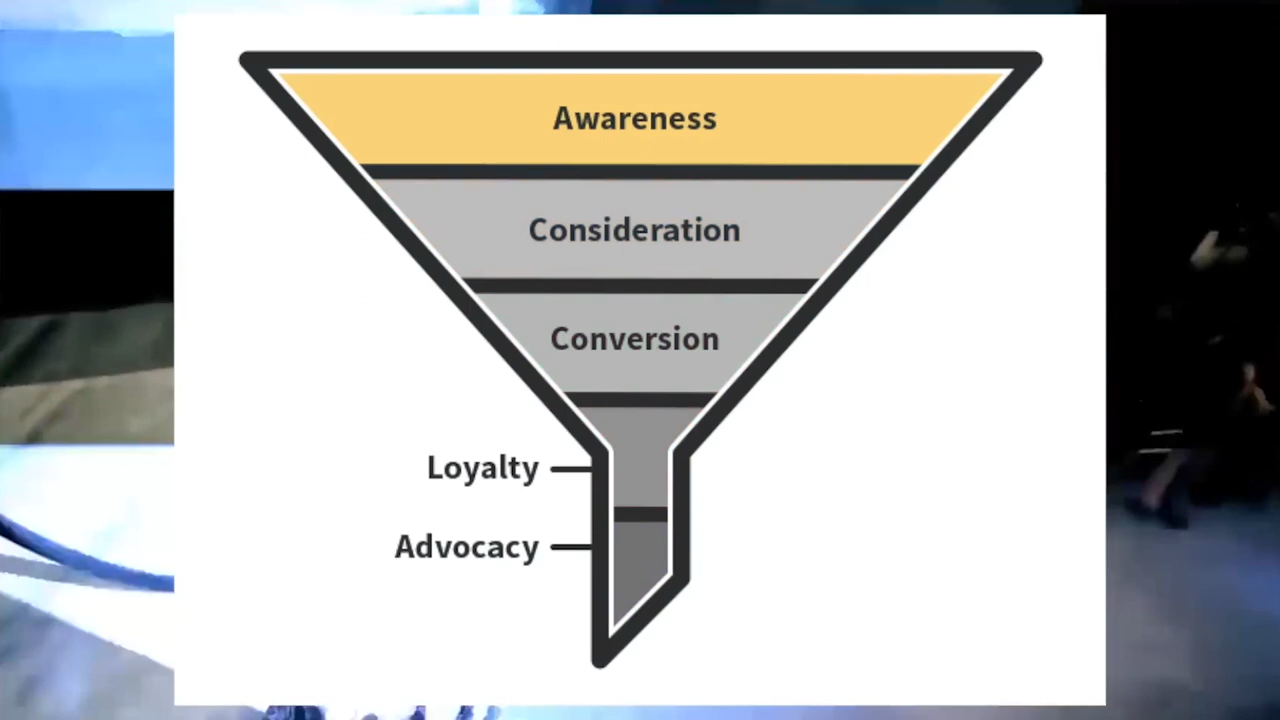 Awareness
Consideration
Conversion
Loyalty
Advocacy